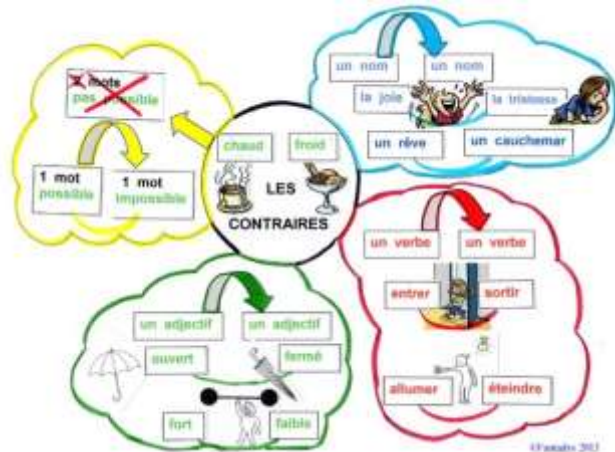 2 mots
pas possible
1 mot
possible
1 mot
impossible
chaud
froid
LES
CONTRAIRES
un nom
un nom
la joie
la tristesse
un rêve
un cauchemar
un verbe
un verbe
entrer
sortir
allumer
éteindre
un adjectif
un adjectif
ouvert
fermé
fort
faible